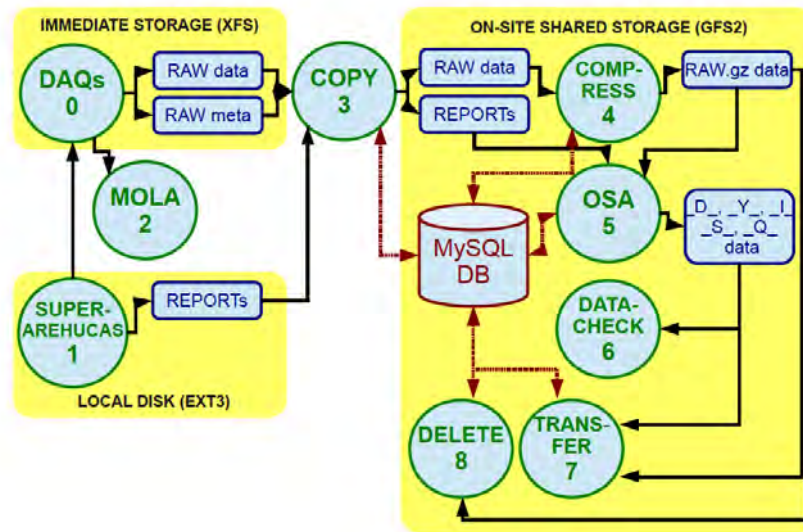 IMMEDIATE STORAGE (XFS)
DAQs
0
RAW data
RAW meta
MOLA
2
SUPER-
AREHUCAS
1
REPORTs
LOCAL DISK (EXT3)
COPY
3
ON-SITE SHARED STORAGE (GFS2)
RAW data
REPORTs
COMP-
RESS
4
RAW.gz data
OSA
5
_D_, _Y_, _I_
_S_, _Q_
data
MySQL
DB
DATA-
CHECK
6
DELETE
8
TRANS-
FER
7